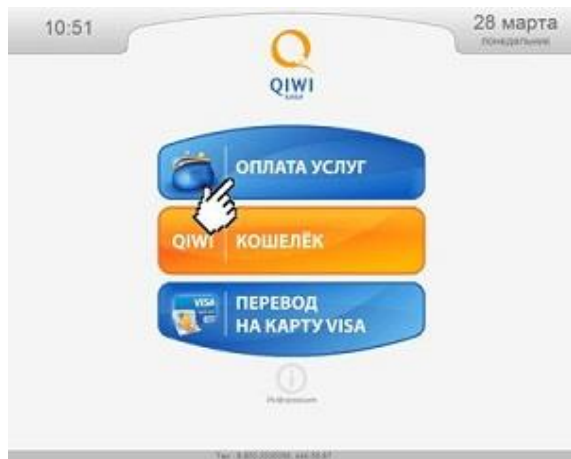 10:51
28 марта
понедельник
QIWI
ОПЛАТА УСЛУГ
QIWI КОШЕЛЁК
VISA
ПЕРЕВОД
НА КАРТУ VISA
Информация